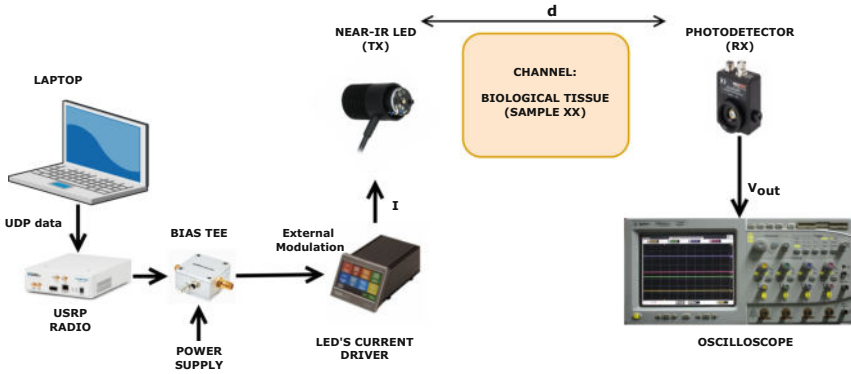 d
NEAR-IR LED
(TX)
PHOTODETECTOR
(RX)
LAPTOP
CHANNEL:
BIOLOGICAL TISSUE
(SAMPLE XX)
I
Vout
UDP data
BIAS TEE
External
Modulation
USRP
RADIO
POWER
SUPPLY
LED'S CURRENT
DRIVER
OSCILLOSCOPE